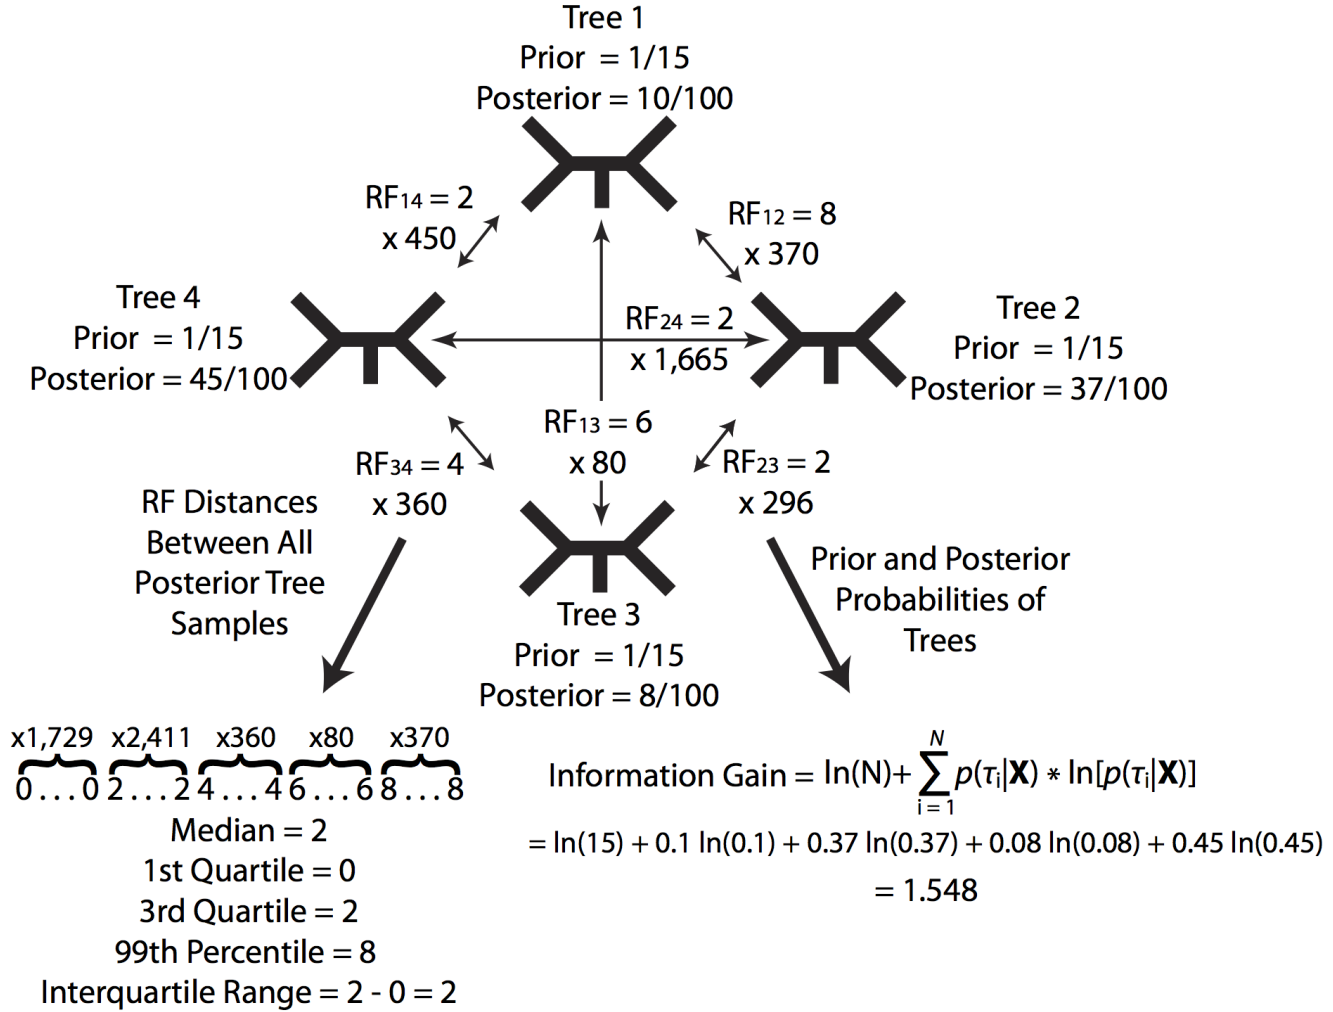 Tree 1
Prior = 1/15
Posterior = 10/100
RF14 = 2
x 450
RF12 = 8
x 370
Tree 4
Prior = 1/15
Posterior = 45/100
RF24 = 2
x 1,665
Tree 2
Prior = 1/15
Posterior = 37/100
RF13 = 6
x 80
RF34 = 4
x 360
RF23 = 2
x 296
RF Distances
Between All
Posterior Tree
Samples
Prior and Posterior
Probabilities of
Trees
Tree 3
Prior = 1/15
Posterior = 8/100
x1,729 x2,411 x360 x80 x370
0...0 2...2 4...4 6...6 8...8
Median = 2
1st Quartile = 0
3rd Quartile = 2
99th Percentile = 8
Interquartile Range = 2 - 0 = 2
Information Gain = ln(N)+ N∑i = 1 p(τi|X) * ln[p(τi|X)]
= ln(15) + 0.1 ln(0.1) + 0.37 ln(0.37) + 0.08 ln(0.08) + 0.45 ln(0.45)
= 1.548